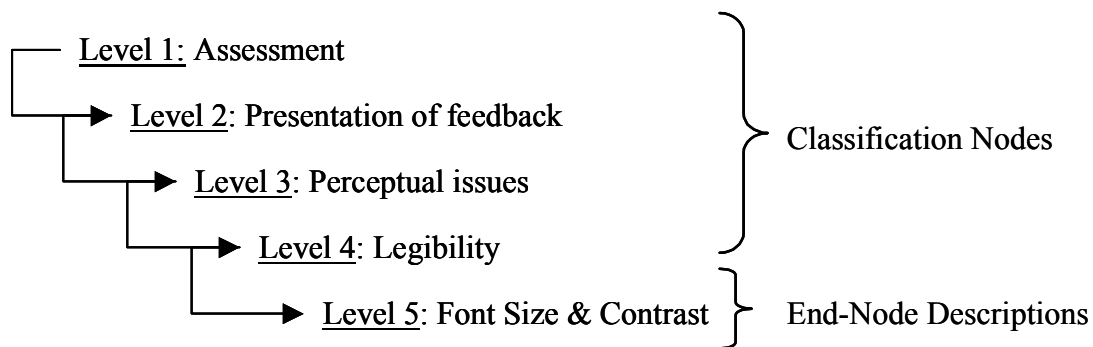 Level 1: Assessment
Level 2: Presentation of feedback
Classification Nodes
Level 3: Perceptual issues
Level 4: Legibility
Level 5: Font Size & Contrast
End-Node Descriptions